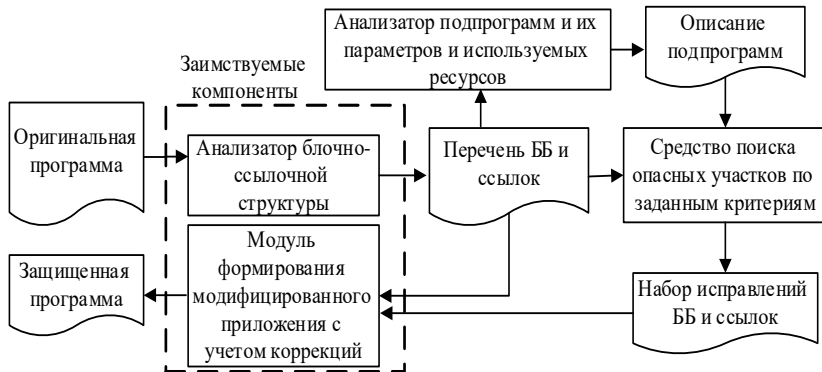 Анализатор подпрограмм и их
параметров и используемых
ресурсов
Описание
подпрограмм
Заимствуемые
компоненты
Оригинальная
программа
Анализатор блочно-
ссылочной
структуры
Перечень ББ и
ссылок
Средство поиска
опасных участков по
заданным критериям
Защищенная
программа
Модуль
формирования
модифицированного
приложения с
учетом коррекций
Набор исправлений
ББ и ссылок